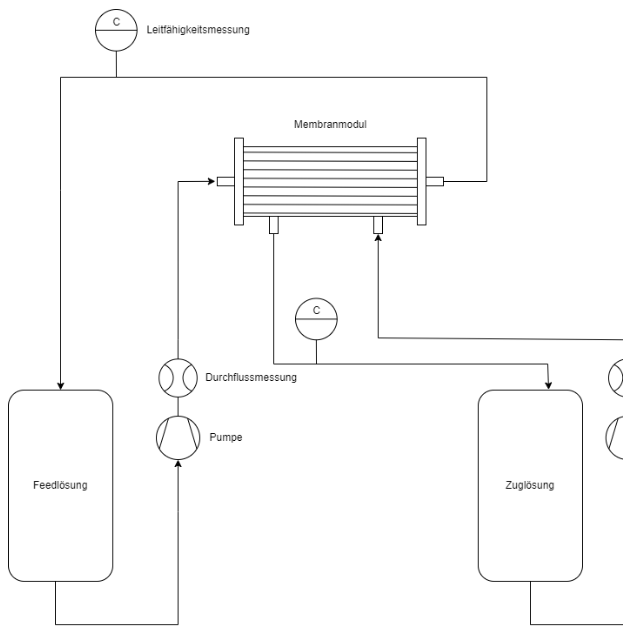 C
Leitfähigkeitsmessung
Membranmodul
C
Durchflussmessung
Pumpe
Feedlösung
Zuglösung